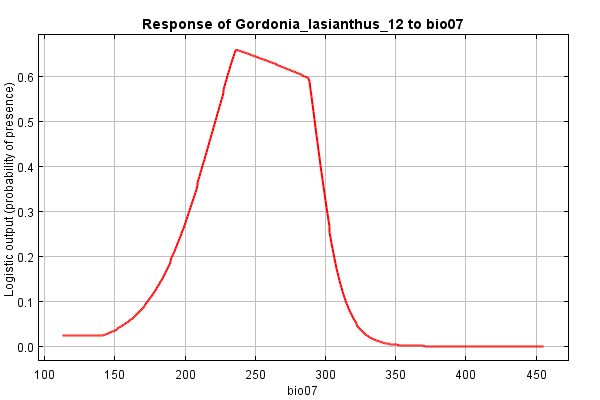 Response of Gordonia_lasianthus_12 to bio07
Logistic output (probability of presence)
0.6
0.5
0.4
0.3
0.2
0.1
0.0
100 150 200 250 300 350 400 450
bio07